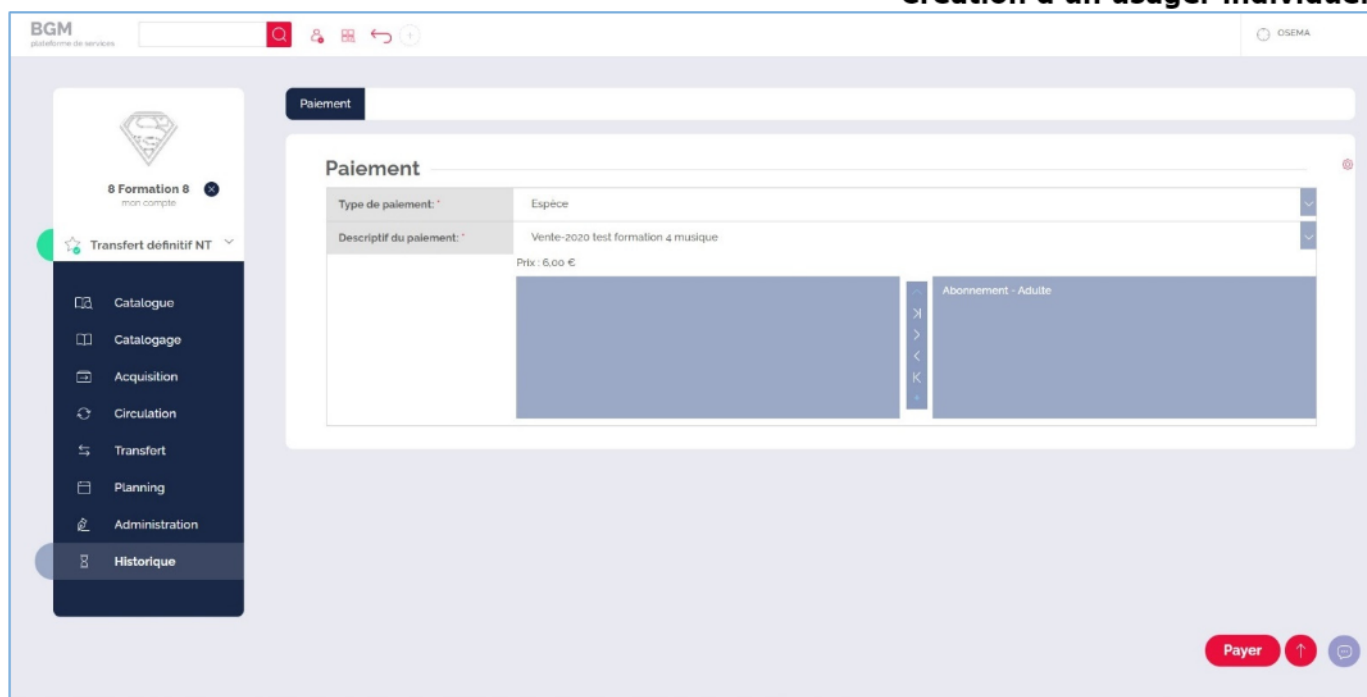 Création d'un usager individuel
BGM
plateforme de services
OSEMA
8 Formation 8
mon compte
Transfert définitif NT
Catalogue
Catalogage
Acquisition
Circulation
Transfert
Planning
Administration
Historique
Paiement
Paiement
Type de paiement: *
Espèce
Descriptif du paiement: *
Vente-2020 test formation 4 musique
Prix : 6,00 €
Abonnement - Adulte
Payer